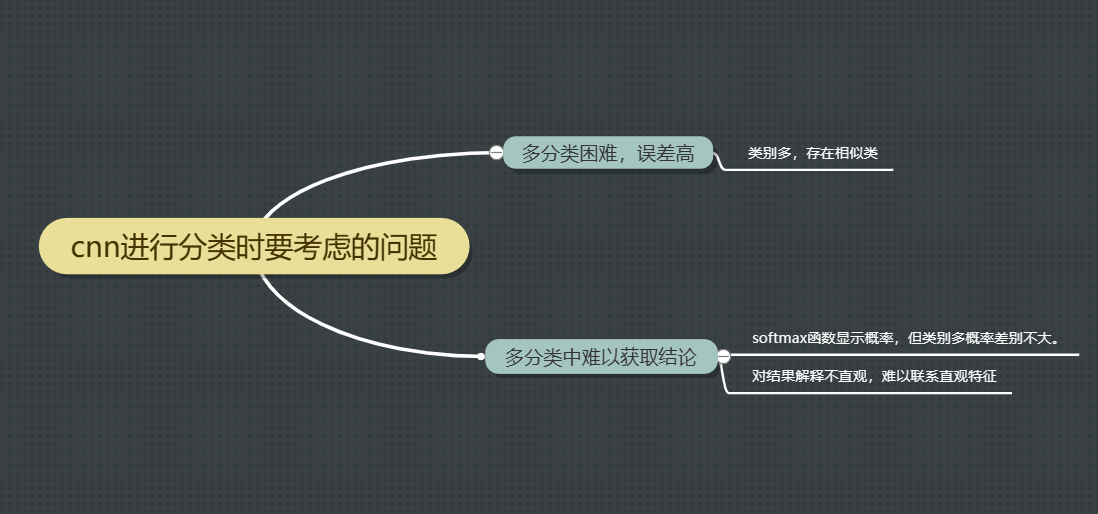 cnn进行分类时要考虑的问题
多分类困难，误差高
类别多，存在相似类
多分类中难以获取结论
softmax函数显示概率，但类别多概率差别不大。
对结果解释不直观，难以联系直观特征